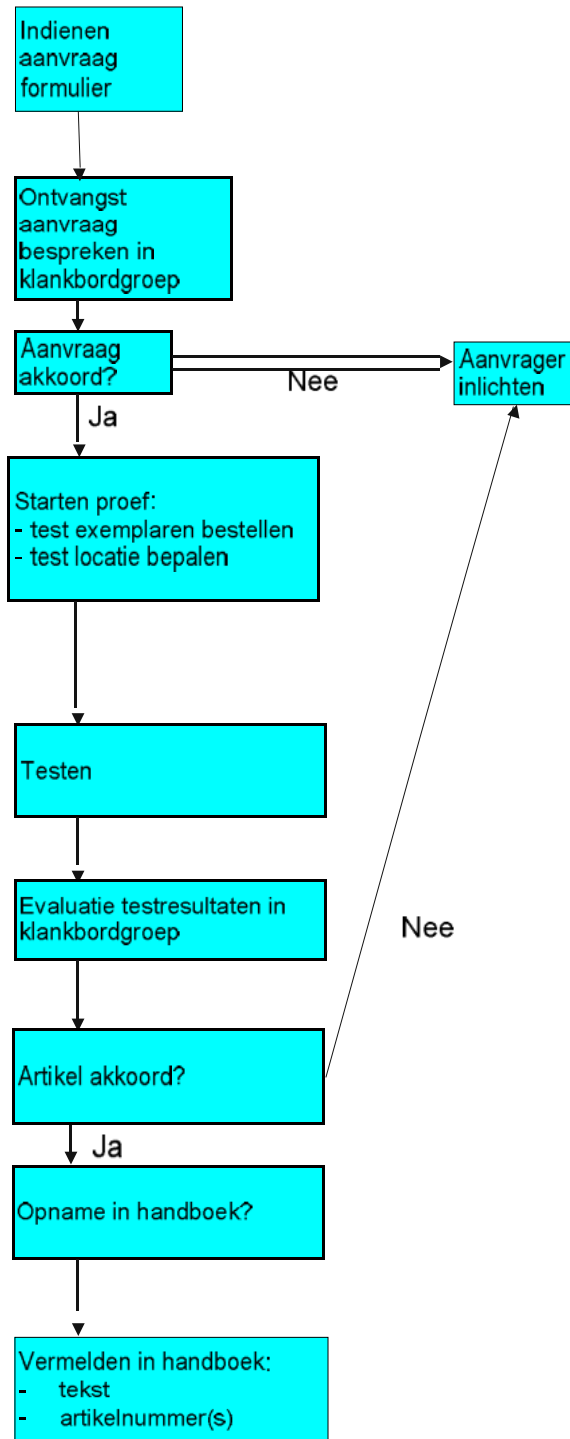 Indienen
aanvraag
formulier
Ontvangst
aanvraag
bespreken in
klankbordgroep
Aanvraag
akkoord?
Nee
Aanvrager
inlichten
Ja
Starten proef:
- test exemplaren bestellen
- test locatie bepalen
Testen
Evaluatie testresultaten in
klankbordgroep
Nee
Artikel akkoord?
Ja
Opname in handboek?
Vermelden in handboek:
- tekst
- artikelnummer(s)